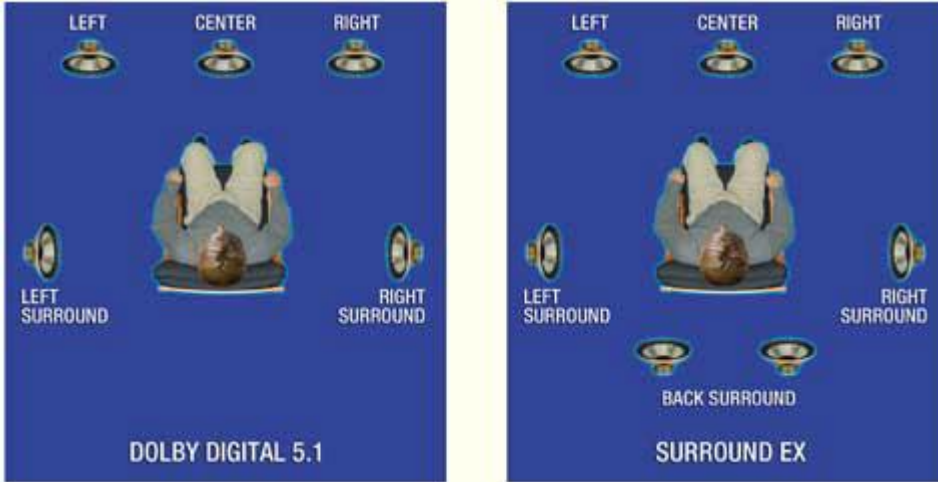 LEFT
CENTER
RIGHT
LEFT
SURROUND
RIGHT
SURROUND
DOLBY DIGITAL 5.1
LEFT
CENTER
RIGHT
LEFT
SURROUND
RIGHT
SURROUND
BACK SURROUND
SURROUND EX